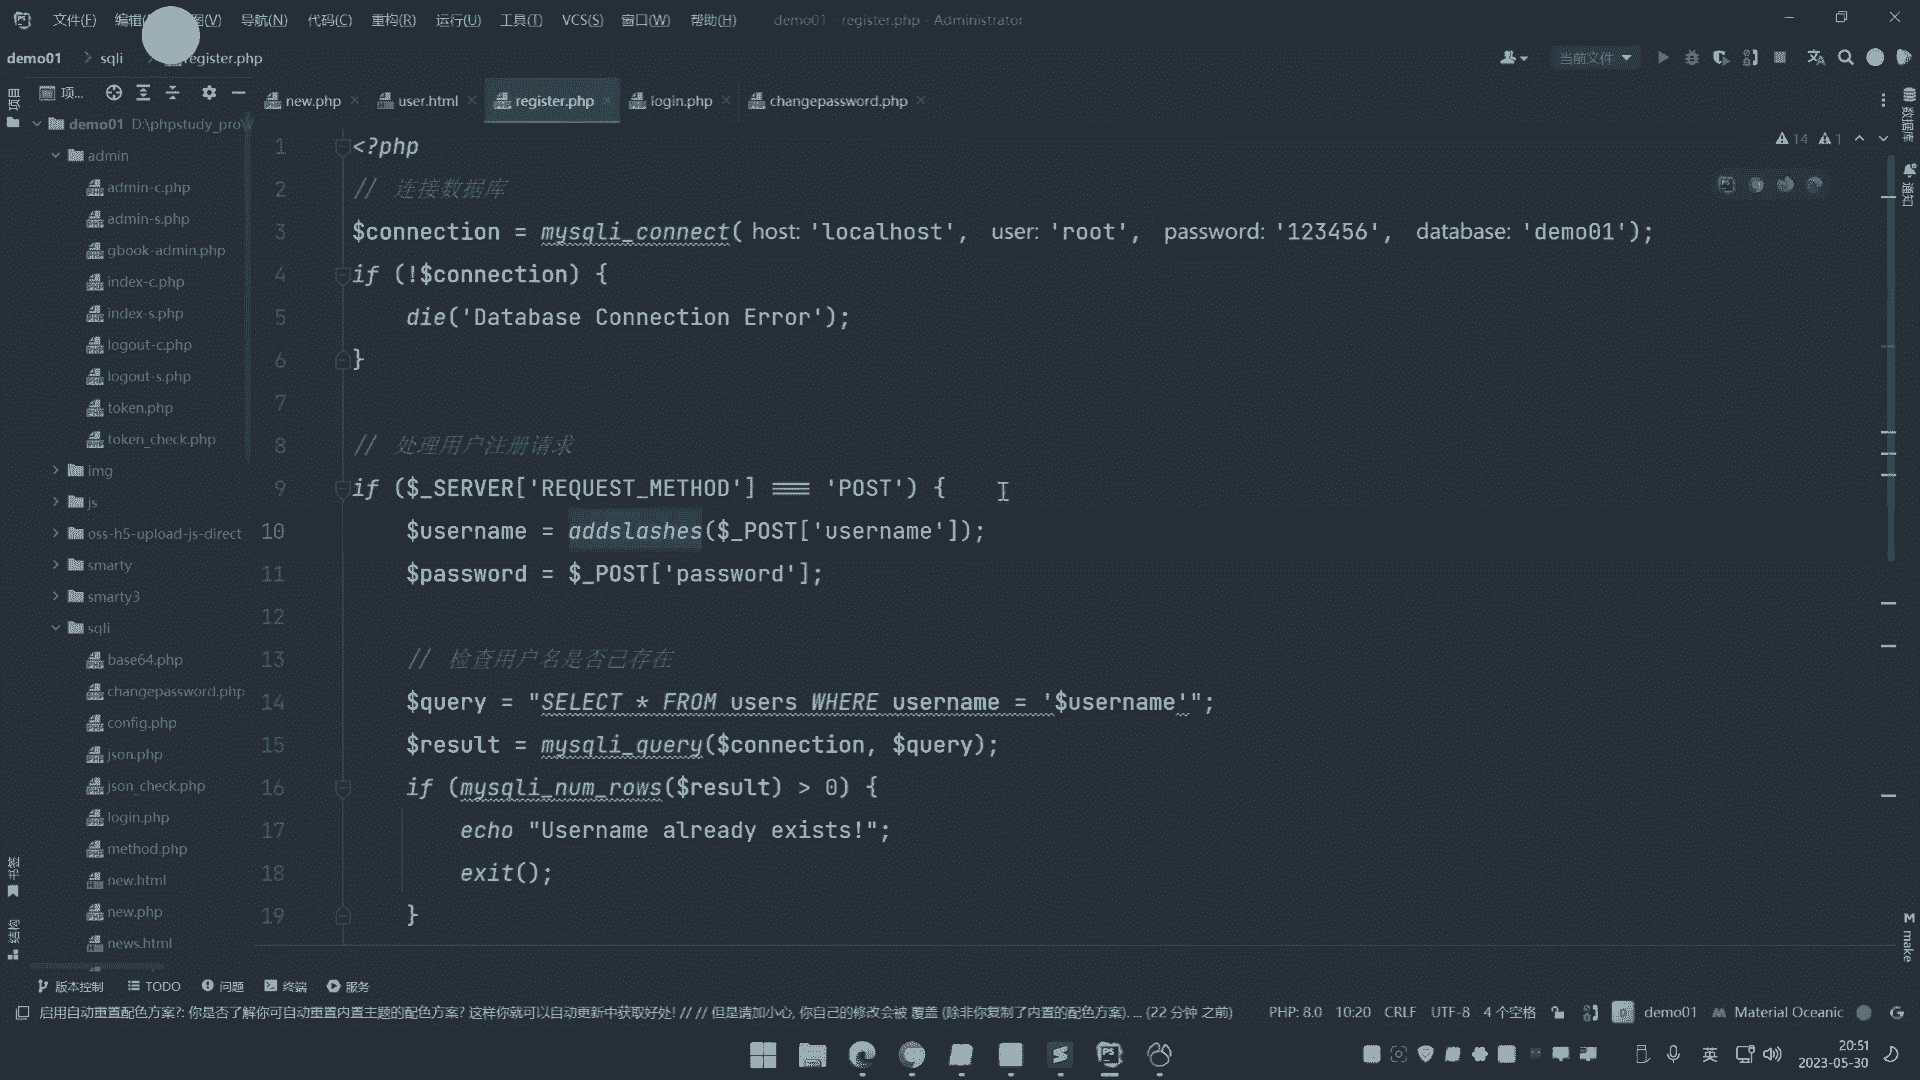 文件(F) 编辑 图(V) 导航(N) 代码(C) 重构(R) 运行(U) 工具(T) VCS(S) 窗口(W) 帮助(H) demo01 - register.php - Administrator
demo01 sqli register.php
当前文件
项目
项...
new.php
user.html
register.php
login.php
changepassword.php
数据库
通知
demo01 D:\phpstudy_pro\
admin
admin-c.php
admin-s.php
gbook-admin.php
index-c.php
index-s.php
logout-c.php
logout-s.php
token.php
token_check.php
img
js
oss-h5-upload-js-direct
smarty
smarty3
sqli
base64.php
changepassword.php
config.php
json.php
json_check.php
login.php
method.php
new.html
new.php
news.html
14 1
1 <?php
2 // 连接数据库
3 $connection = mysqli_connect( host: 'localhost', user: 'root', password: '123456', database: 'demo01');
4 if (!$connection) {
5 die('Database Connection Error');
6 }
7
8 // 处理用户注册请求
9 if ($_SERVER['REQUEST_METHOD'] === 'POST') {
10 $username = addslashes($_POST['username']);
11 $password = $_POST['password'];
12
13 // 检查用户名是否已存在
14 $query = "SELECT * FROM users WHERE username = '$username'";
15 $result = mysqli_query($connection, $query);
16 if (mysqli_num_rows($result) > 0) {
17 echo "Username already exists!";
18 exit();
19 }
书签
结构
M make
版本控制 TODO 问题 终端 服务
启用自动重置配色方案?: 你是否了解你可自动重置内置主题的配色方案? 这样你就可以自动更新中获取好处! // // 但是请加小心, 你自己的修改会被 覆盖 (除非你复制了内置的配色方案). ... (22 分钟 之前) PHP: 8.0 10:20 CRLF UTF-8 4 个空格 demo01 Material Oceanic
英
20:51
2023-05-30